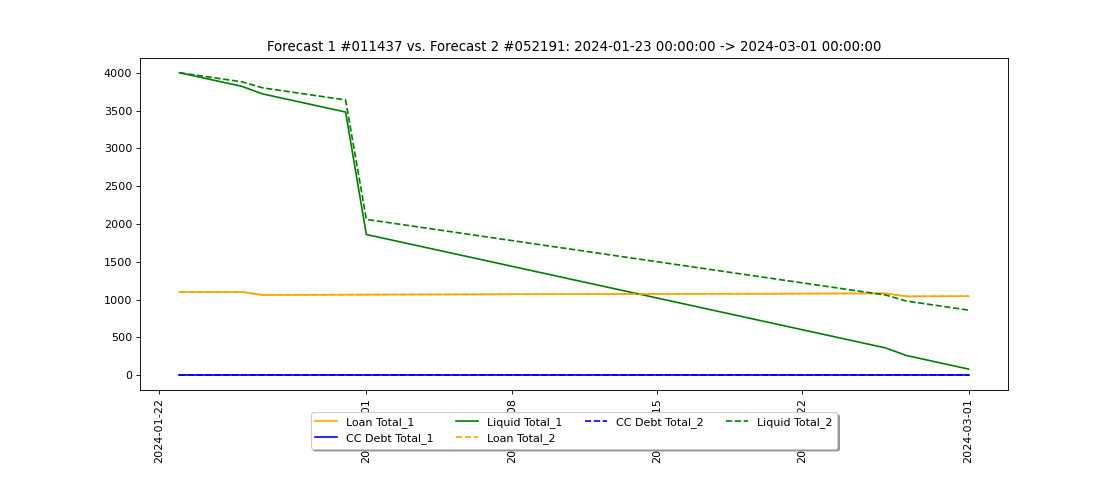 Forecast 1 #011437 vs. Forecast 2 #052191: 2024-01-23 00:00:00 -> 2024-03-01 00:00:00
4000
3500
3000
2500
2000
1500
1000
500
0
2024-01-22
2024-03-01
Loan Total_1
CC Debt Total_1
Liquid Total_1
Loan Total_2
CC Debt Total_2
Liquid Total_2